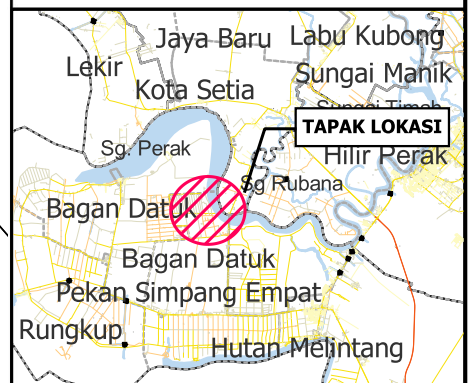 Jaya Baru
Labu Kubong
Lekir
Sungai Manik
Kota Setia
Sungai Timah
TAPAK LOKASI
Sg. Perak
Hilir Perak
Sg Rubana
Bagan Datuk
Bagan Datuk
Pekan Simpang Empat
Rungkup
Hutan Melintang